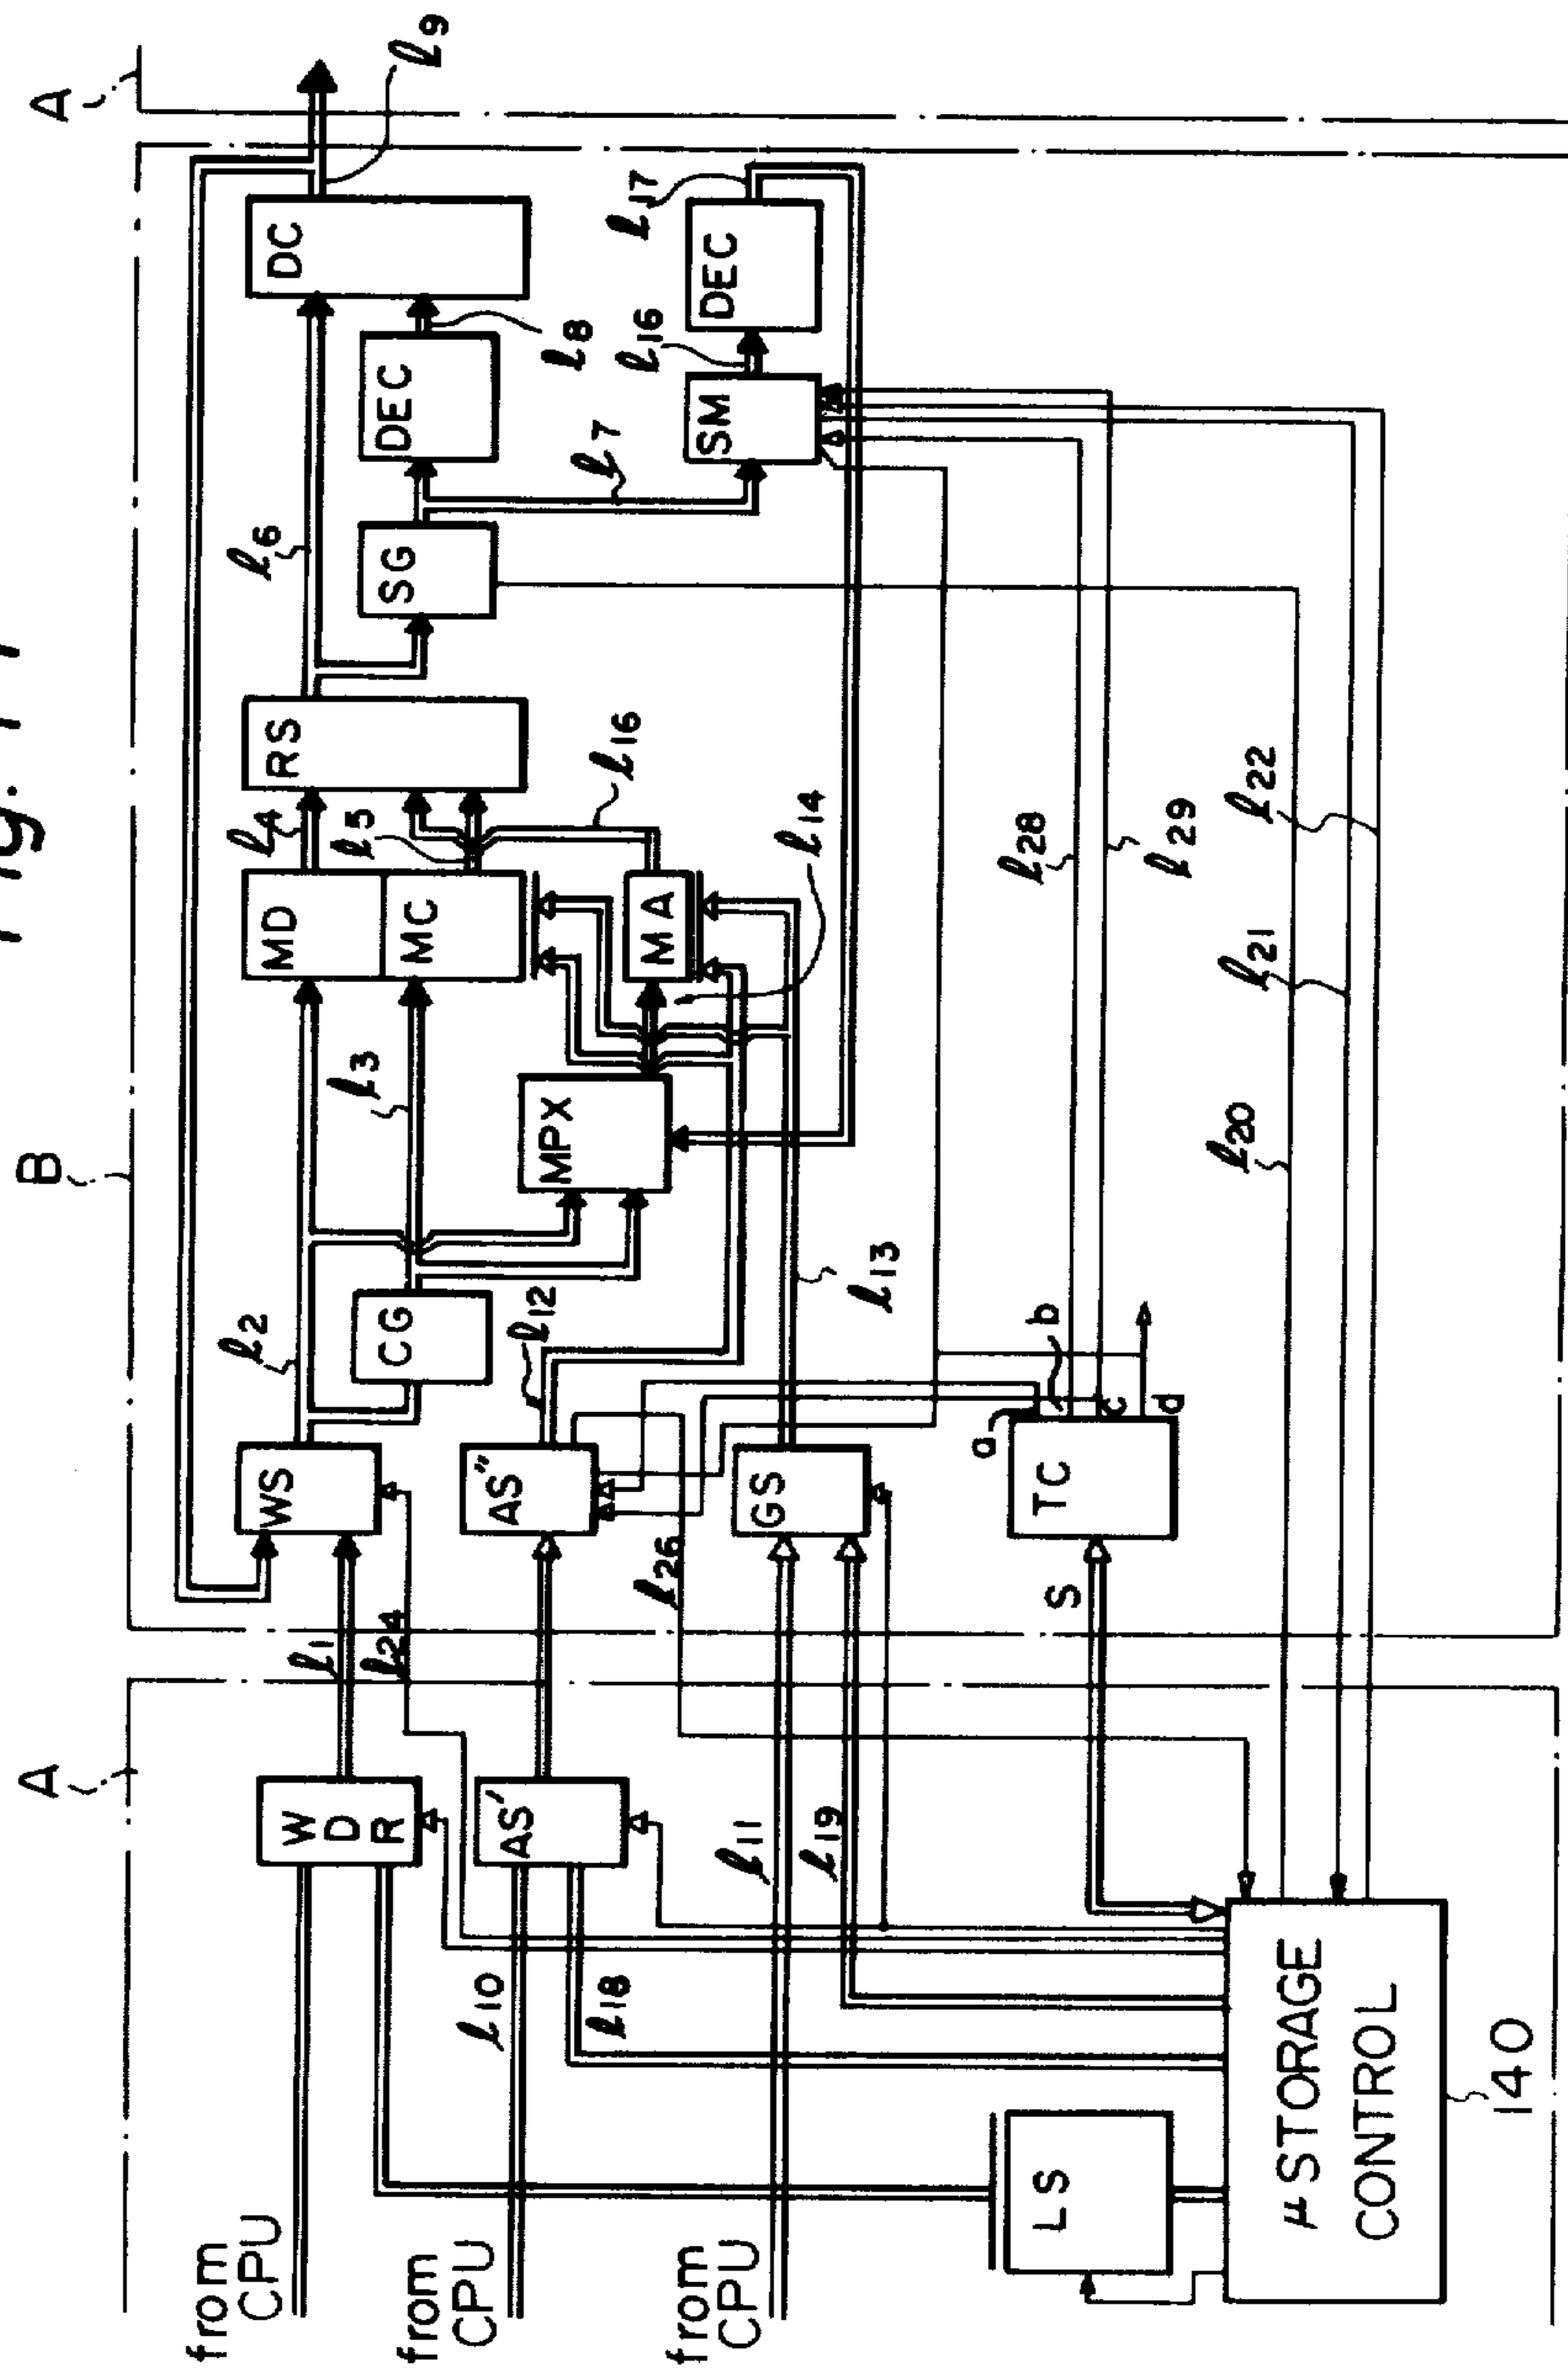 A
B
A
from
CPU
from
CPU
from
CPU
W
D
R
AS'
LS
μ STORAGE
CONTROL
140
WS
AS"
GS
TC
CG
MPX
MD
MC
MA
RS
SG
DEC
DC
SM
DEC
ℓ1
ℓ24
ℓ10
ℓ18
ℓ11
ℓ19
S
ℓ26
ℓ2
ℓ12
ℓ3
ℓ13
a
b
c
d
ℓ4
ℓ5
ℓ16
ℓ14
ℓ6
ℓ7
ℓ8
ℓ9
ℓ16
ℓ17
ℓ28
ℓ29
ℓ20
ℓ21
ℓ22